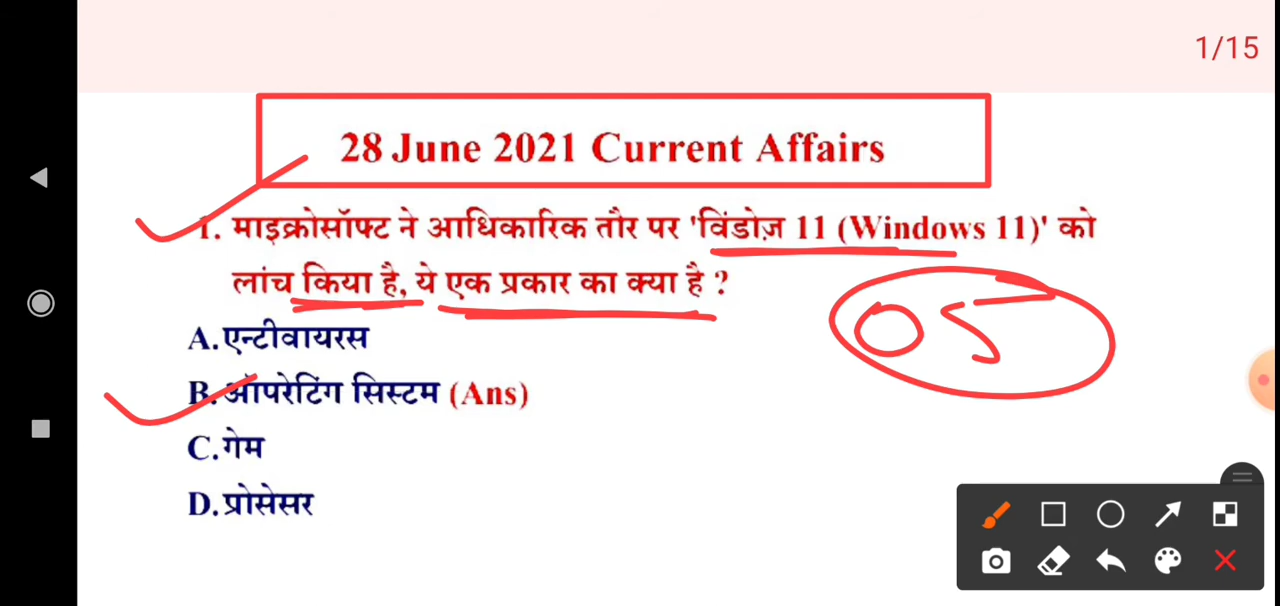 1/15
28 June 2021 Current Affairs
1. माइक्रोसॉफ्ट ने आधिकारिक तौर पर 'विंडोज़ 11 (Windows 11)' को
लांच किया है, ये एक प्रकार का क्या है ?
OS
A.एन्टीवायरस
B.ऑपरेटिंग सिस्टम (Ans)
C.गेम
D.प्रोसेसर